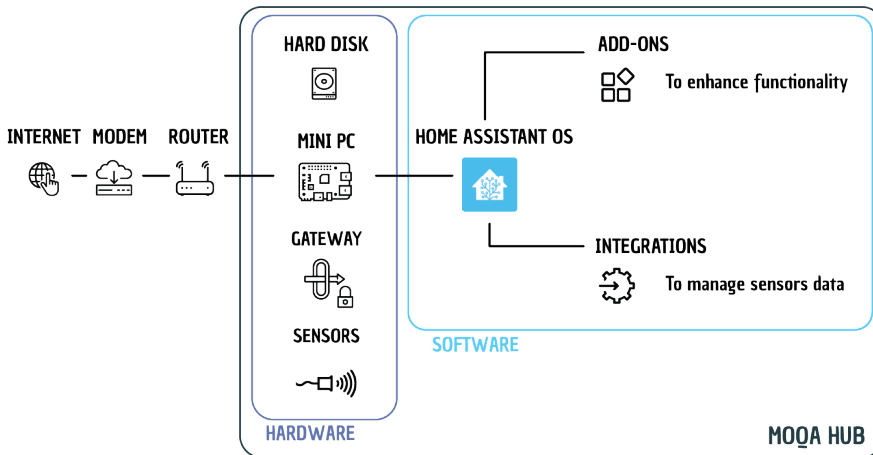 HARD DISK
ADD-ONS
To enhance functionality
INTERNET MODEM ROUTER
MINI PC
HOME ASSISTANT OS
GATEWAY
INTEGRATIONS
To manage sensors data
SENSORS
SOFTWARE
HARDWARE
MOQA HUB